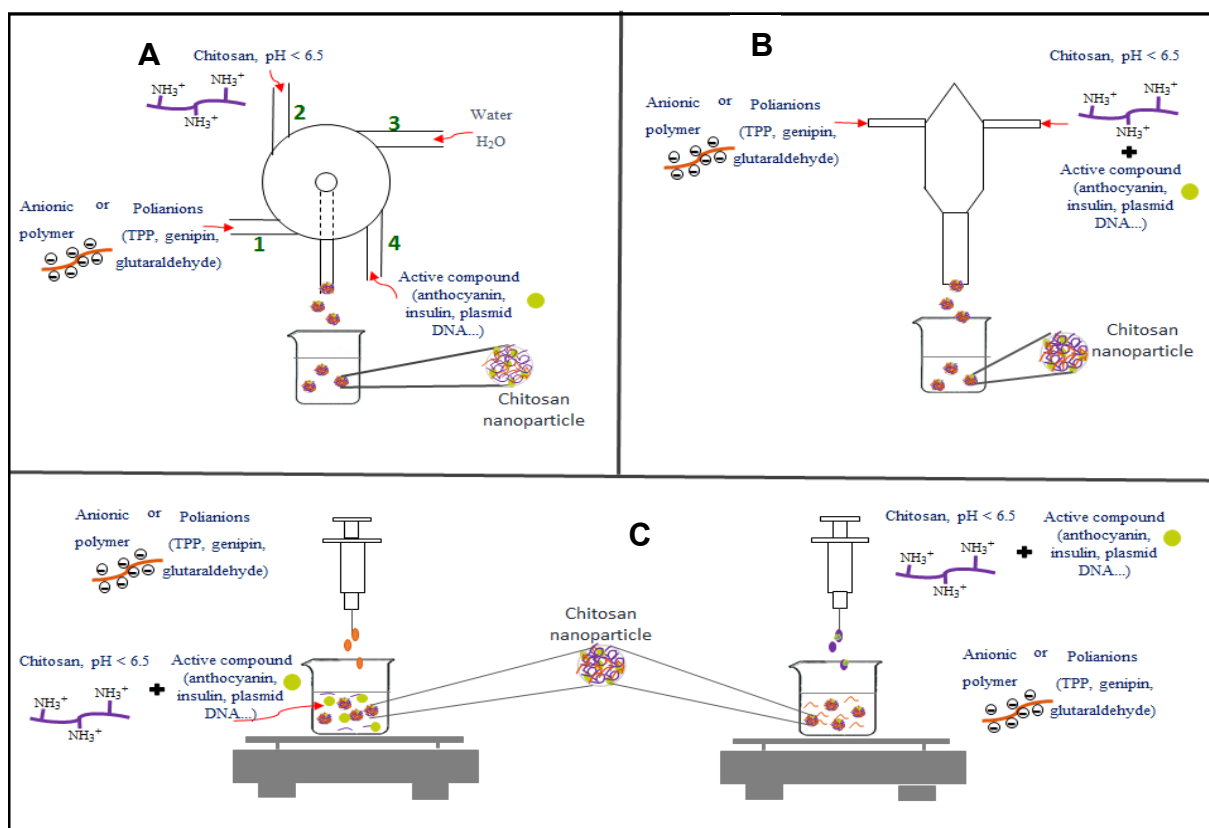 A
Chitosan, pH < 6.5
NH₃⁺
NH₃⁺
NH₃⁺
2
3
Water
H₂O
Anionic or Polianions
polymer (TPP, genipin,
glutaraldehyde)
1
4
Active compound
(anthocyanin,
insulin, plasmid
DNA...)
Chitosan
nanoparticle
B
Chitosan, pH < 6.5
NH₃⁺
NH₃⁺
NH₃⁺
Anionic or Polianions
polymer (TPP, genipin,
glutaraldehyde)
+
Active compound
(anthocyanin,
insulin, plasmid
DNA...)
Chitosan
nanoparticle
C
Anionic or Polianions
polymer (TPP, genipin,
glutaraldehyde)
Chitosan, pH < 6.5
NH₃⁺
NH₃⁺
NH₃⁺
+
Active compound
(anthocyanin,
insulin, plasmid
DNA...)
Chitosan
nanoparticle
Chitosan, pH < 6.5
NH₃⁺
NH₃⁺
NH₃⁺
+
Active compound
(anthocyanin,
insulin, plasmid
DNA...)
Anionic or Polianions
polymer (TPP, genipin,
glutaraldehyde)